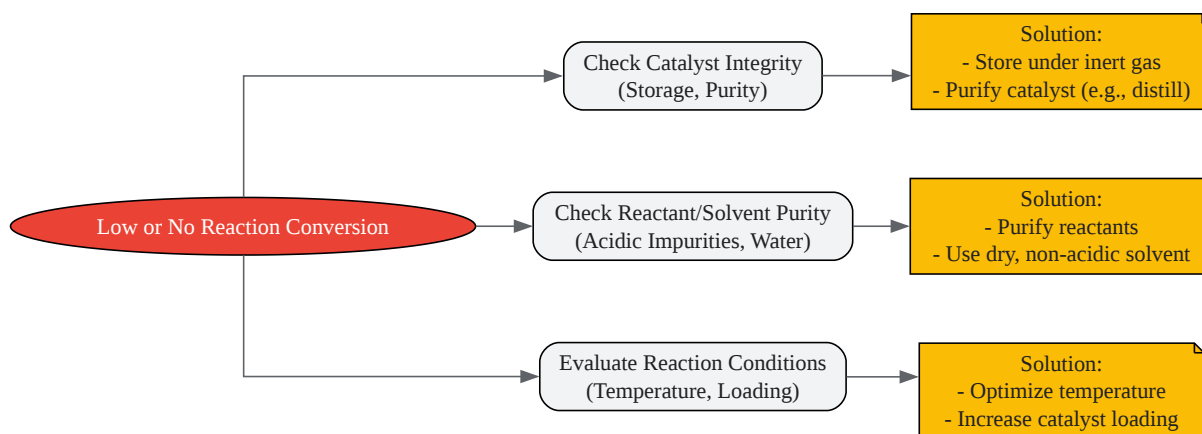 Low or No Reaction Conversion
Check Catalyst Integrity
(Storage, Purity)
Solution:
- Store under inert gas
- Purify catalyst (e.g., distill)
Check Reactant/Solvent Purity
(Acidic Impurities, Water)
Solution:
- Purify reactants
- Use dry, non-acidic solvent
Evaluate Reaction Conditions
(Temperature, Loading)
Solution:
- Optimize temperature
- Increase catalyst loading